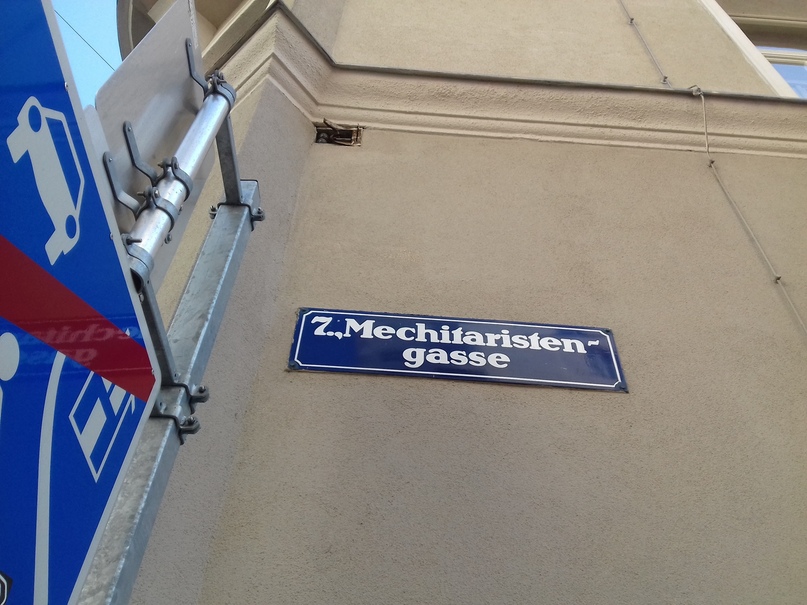 7., Mechitaristen-
gasse